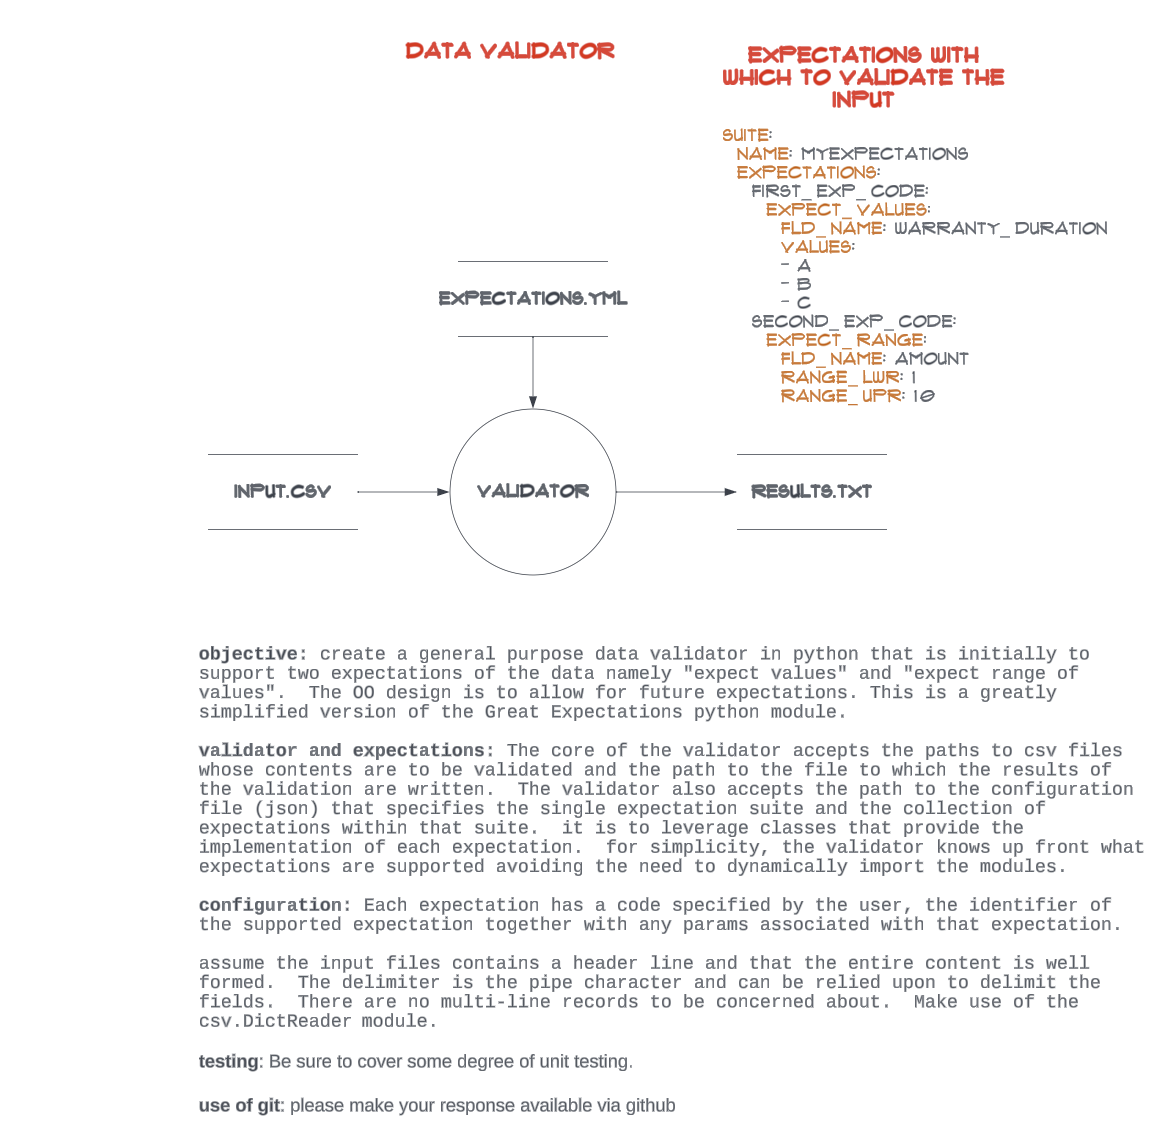 DATA VALIDATOR
EXPECTATIONS WITH
WHICH TO VALIDATE THE
INPUT
SUITE:
NAME: MYEXPECTATIONS
EXPECTATIONS:
FIRST_EXP_CODE:
EXPECT_VALUES:
FLD_NAME: WARRANTY_DURATION
VALUES:
- A
- B
- C
SECOND_EXP_CODE:
EXPECT_RANGE:
FLD_NAME: AMOUNT
RANGE_LWR: 1
RANGE_UPR: 10
EXPECTATIONS.YML
INPUT.CSV
VALIDATOR
RESULTS.TXT
objective: create a general purpose data validator in python that is initially to
support two expectations of the data namely "expect values" and "expect range of
values".  The OO design is to allow for future expectations. This is a greatly
simplified version of the Great Expectations python module.
validator and expectations: The core of the validator accepts the paths to csv files
whose contents are to be validated and the path to the file to which the results of
the validation are written.  The validator also accepts the path to the configuration
file (json) that specifies the single expectation suite and the collection of
expectations within that suite.  it is to leverage classes that provide the
implementation of each expectation.  for simplicity, the validator knows up front what
expectations are supported avoiding the need to dynamically import the modules.
configuration: Each expectation has a code specified by the user, the identifier of
the supported expectation together with any params associated with that expectation.
assume the input files contains a header line and that the entire content is well
formed.  The delimiter is the pipe character and can be relied upon to delimit the
fields.  There are no multi-line records to be concerned about.  Make use of the
csv.DictReader module.
testing: Be sure to cover some degree of unit testing.
use of git: please make your response available via github